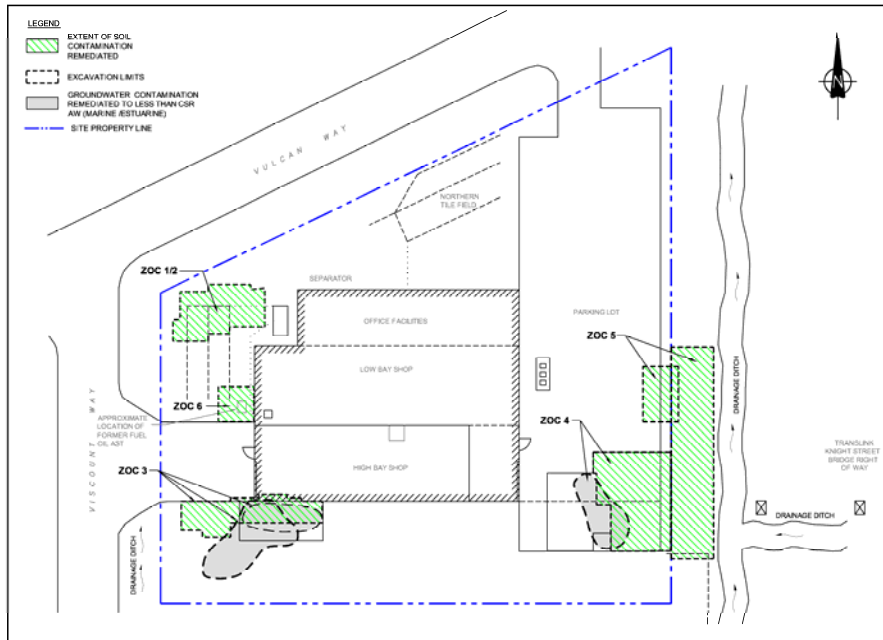 LEGEND
EXTENT OF SOIL
CONTAMINATION
REMEDIATED
EXCAVATION LIMITS
GROUNDWATER CONTAMINATION
REMEDIATED TO LESS THAN CSR
AW (MARINE /ESTUARINE)
SITE PROPERTY LINE
VULCAN WAY
NORTHERN
TILE FIELD
ZOC 1/2
SEPARATOR
OFFICE FACILITIES
PARKING LOT
ZOC 5
LOW BAY SHOP
DRAINAGE DITCH
ZOC 6
VISCOUNT WAY
APPROXIMATE
LOCATION OF
FORMER FUEL
OIL AST
ZOC 4
TRANSLINK
KNIGHT STREET
BRIDGE RIGHT
OF WAY
HIGH BAY SHOP
ZOC 3
DRAINAGE DITCH
DRAINAGE DITCH